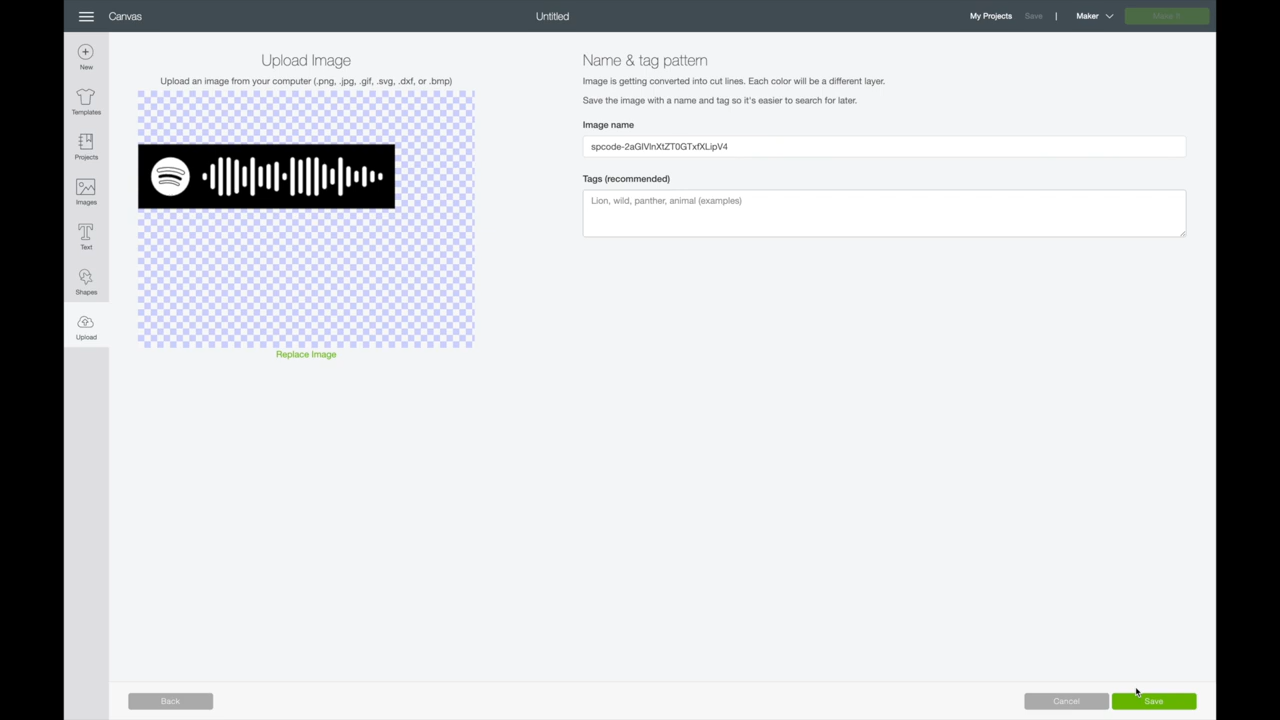 Canvas
Untitled
My Projects Save | Maker Make It
New
Templates
Projects
Images
Text
Shapes
Upload
Upload Image
Upload an image from your computer (.png, .jpg, .gif, .svg, .dxf, or .bmp)
Replace Image
Name & tag pattern
Image is getting converted into cut lines. Each color will be a different layer.
Save the image with a name and tag so it's easier to search for later.
Image name
Tags (recommended)
Lion, wild, panther, animal (examples)
Back
Cancel
Save